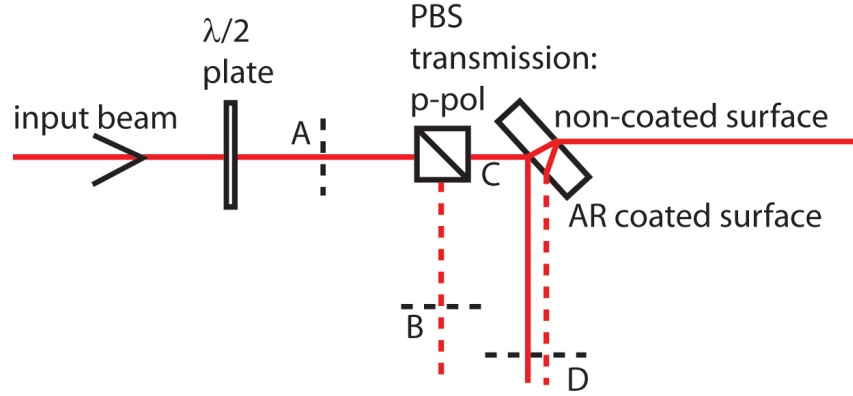 PBS
transmission:
p-pol
λ/2
plate
input beam
A
non-coated surface
C
AR coated surface
B
D